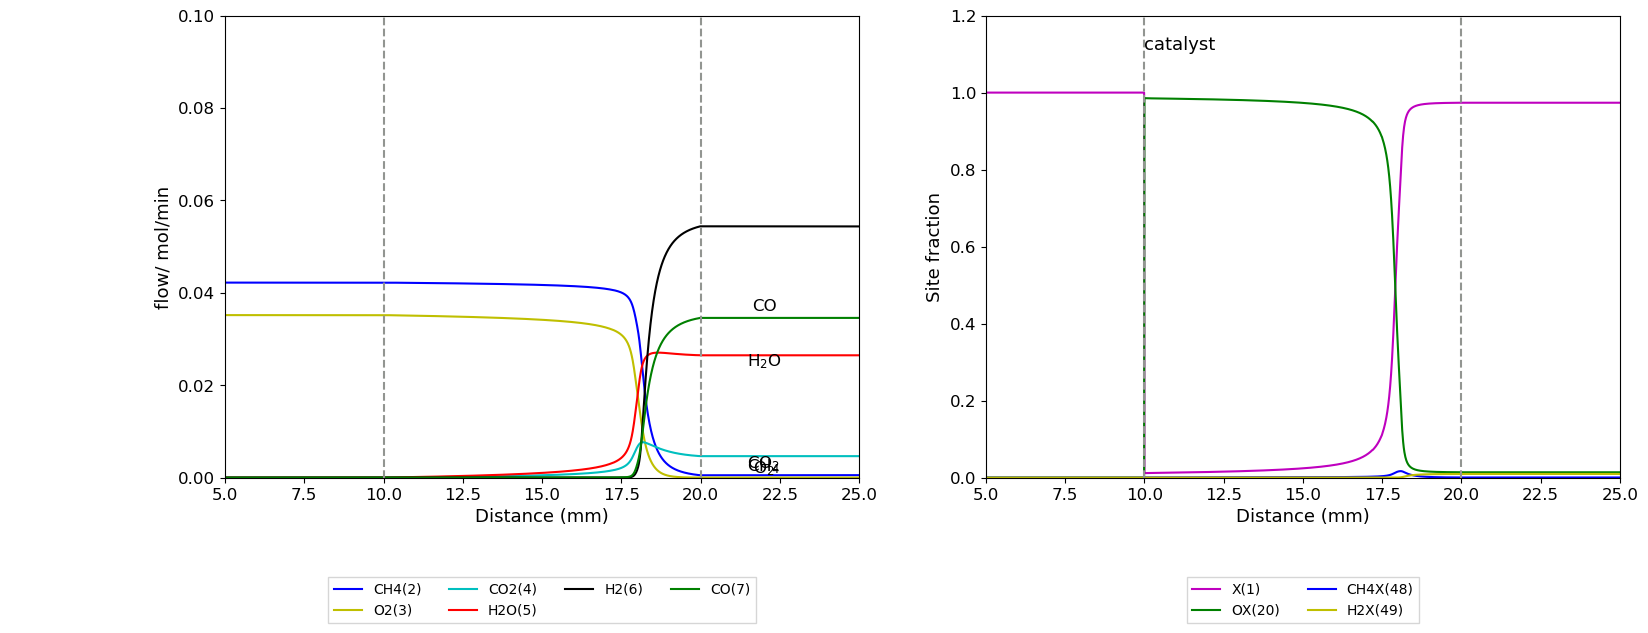 0.10
0.08
0.06
0.04
0.02
0.00
flow/ mol/min
CO
H₂O
CO₂
O₂
5.0 7.5 10.0 12.5 15.0 17.5 20.0 22.5 25.0
Distance (mm)
CH4(2) CO2(4) H2(6) CO(7)
O2(3) H2O(5)
1.2
1.0
0.8
0.6
0.4
0.2
0.0
Site fraction
catalyst
5.0 7.5 10.0 12.5 15.0 17.5 20.0 22.5 25.0
Distance (mm)
X(1) CH4X(48)
OX(20) H2X(49)